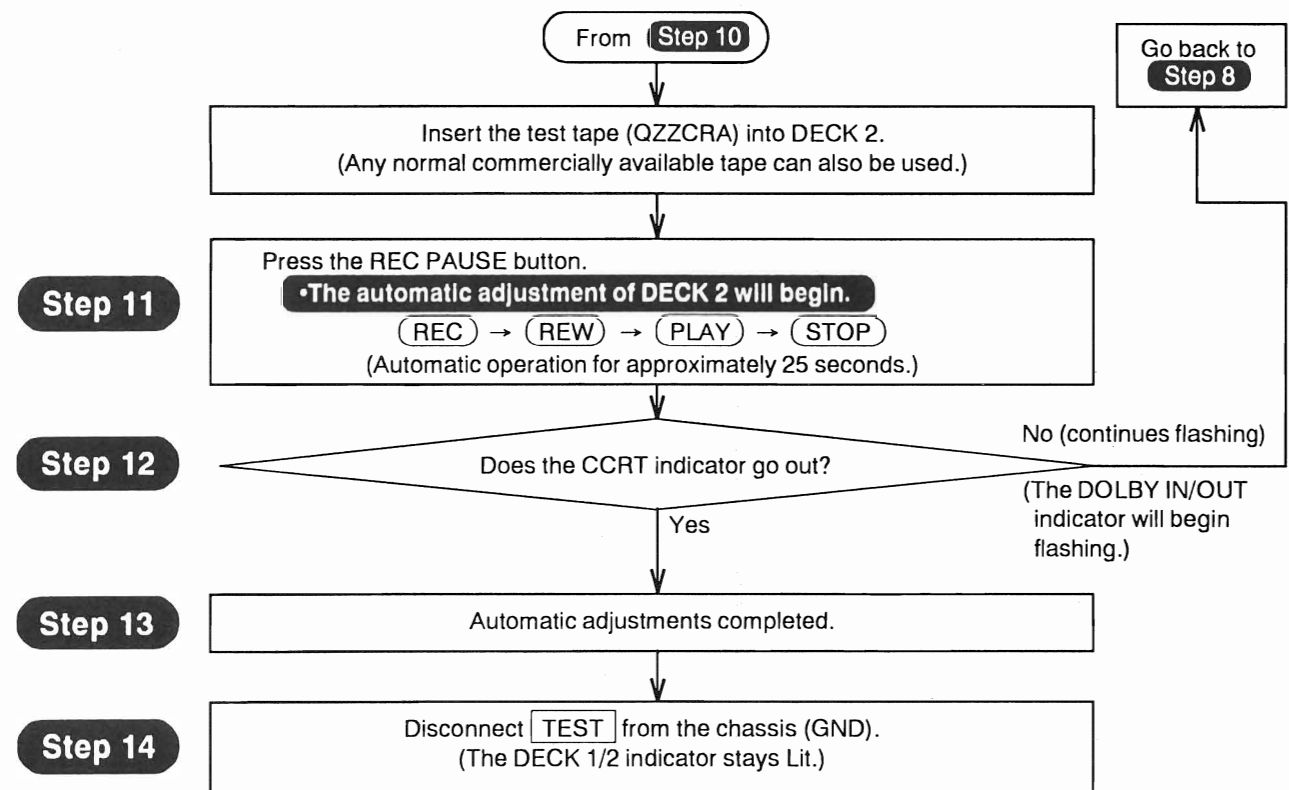 From Step 10
Go back to
Step 8
Insert the test tape (QZZCRA) into DECK 2.
(Any normal commercially available tape can also be used.)
Step 11
Press the REC PAUSE button.
•The automatic adjustment of DECK 2 will begin.
REC → REW → PLAY → STOP
(Automatic operation for approximately 25 seconds.)
Step 12
Does the CCRT indicator go out?
No (continues flashing)
(The DOLBY IN/OUT
indicator will begin
flashing.)
Yes
Step 13
Automatic adjustments completed.
Step 14
Disconnect TEST from the chassis (GND).
(The DECK 1/2 indicator stays Lit.)